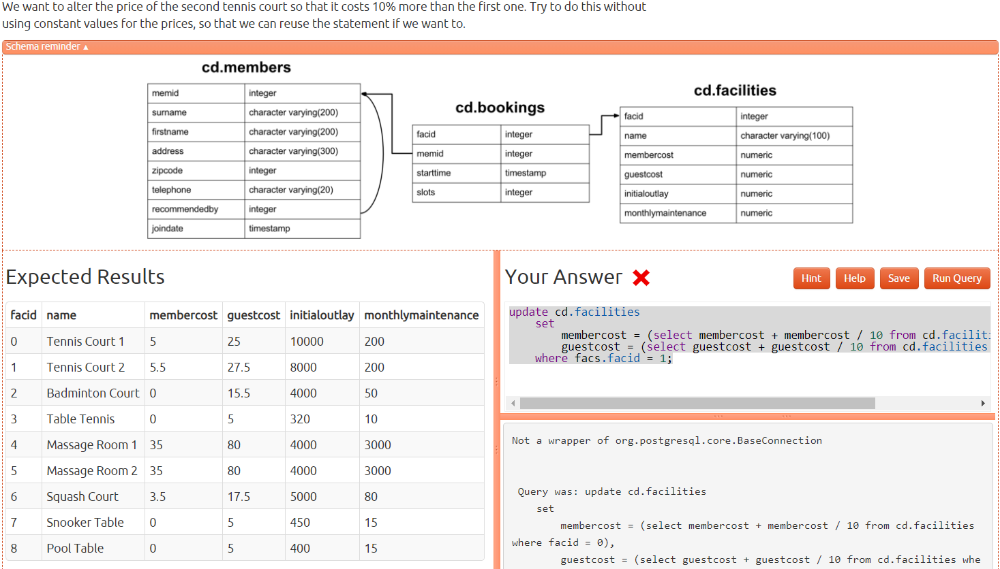 We want to alter the price of the second tennis court so that it costs 10% more than the first one. Try to do this without
using constant values for the prices, so that we can reuse the statement if we want to.
Schema reminder ▲
cd.members
memid integer
surname character varying(200)
firstname character varying(200)
address character varying(300)
zipcode integer
telephone character varying(20)
recommendedby integer
joindate timestamp
cd.bookings
facid integer
memid integer
starttime timestamp
slots integer
cd.facilities
facid integer
name character varying(100)
membercost numeric
guestcost numeric
initialoutlay numeric
monthlymaintenance numeric
Expected Results
facid name membercost guestcost initialoutlay monthlymaintenance
0 Tennis Court 1 5 25 10000 200
1 Tennis Court 2 5.5 27.5 8000 200
2 Badminton Court 0 15.5 4000 50
3 Table Tennis 0 5 320 10
4 Massage Room 1 35 80 4000 3000
5 Massage Room 2 35 80 4000 3000
6 Squash Court 3.5 17.5 5000 80
7 Snooker Table 0 5 450 15
8 Pool Table 0 5 400 15
Your Answer
Hint Help Save Run Query
update cd.facilities
set
membercost = (select membercost + membercost / 10 from cd.facilit
guestcost = (select guestcost + guestcost / 10 from cd.facilities
where facs.facid = 1;
Not a wrapper of org.postgresql.core.BaseConnection
Query was: update cd.facilities
set
membercost = (select membercost + membercost / 10 from cd.facilities
where facid = 0),
guestcost = (select guestcost + guestcost / 10 from cd.facilities whe